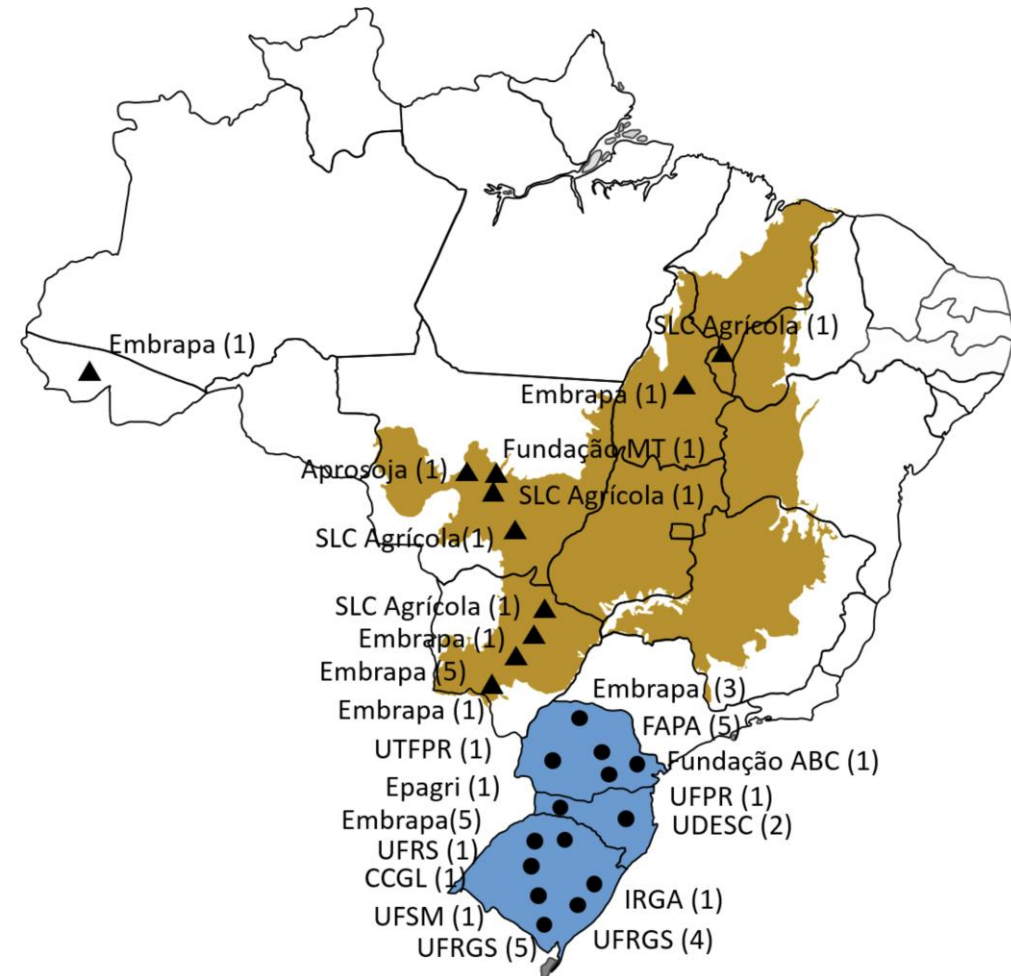 SLC Agrícola (1)
Embrapa (1)
Embrapa (1)
Fundação MT (1)
Aprosoja (1)
SLC Agrícola (1)
SLC Agrícola(1)
SLC Agrícola (1)
Embrapa (1)
Embrapa (5)
Embrapa (3)
Embrapa (1)
FAPA (5)
UTFPR (1)
Fundação ABC (1)
Epagri (1)
UFPR (1)
Embrapa(5)
UDESC (2)
UFRS (1)
CCGL (1)
IRGA (1)
UFSM (1)
UFRGS (4)
UFRGS (5)